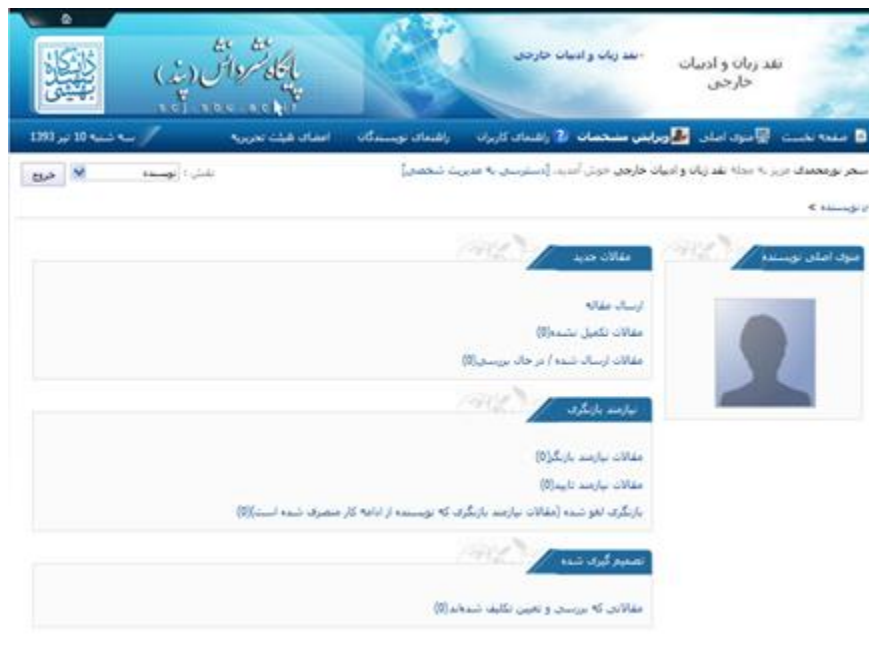 نقد زبان و ادبیات
خارجی
-نقد زبان و ادبیات خارجی
پایگاه نشر دانش (پند)
دانشگاه
بهشتی
صفحه نخست منوی اصلی ویرایش مشخصات راهنمای کاربران راهنمای نویسندگان اعضای هیئت تحریریه سه شنبه 10 تیر 1393
سحر نورمحمدی عزیز به مجله نقد زبان و ادبیات خارجی خوش آمدید. [دسترسی به مدیریت شخصی]
نقش : نویسنده خروج
نویسنده >
منوی اصلی نویسنده
مقالات جدید
ارسال مقاله
مقالات تکمیل نشده(0)
مقالات ارسال شده / در حال بررسی(0)
نیازمند بازنگری
مقالات نیازمند بازنگر(0)
مقالات نیازمند تایید(0)
بازنگری لغو شده (مقالات نیازمند بازنگری که نویسنده از ادامه کار منصرف شده است)(0)
تصمیم گیری شده
مقالاتی که بررسی و تعیین تکلیف شده‌اند(0)